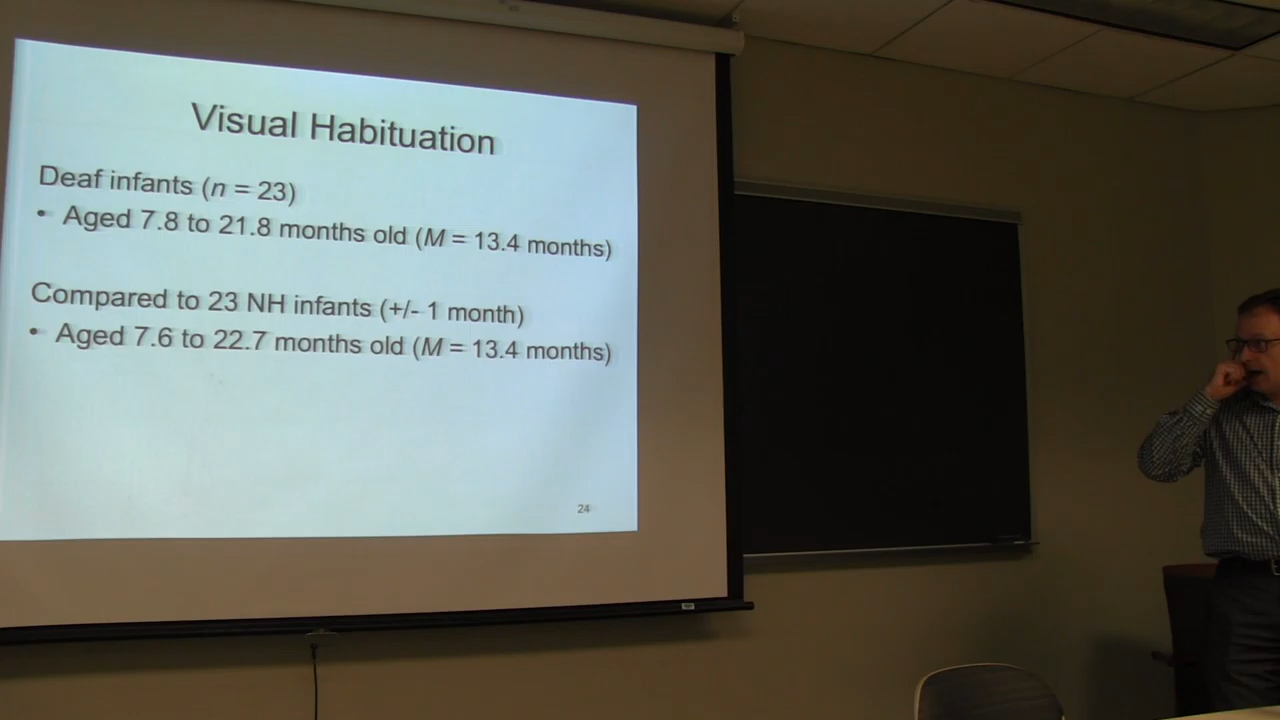 Visual Habituation
Deaf infants (n = 23)
• Aged 7.8 to 21.8 months old (M = 13.4 months)
Compared to 23 NH infants (+/- 1 month)
• Aged 7.6 to 22.7 months old (M = 13.4 months)
24